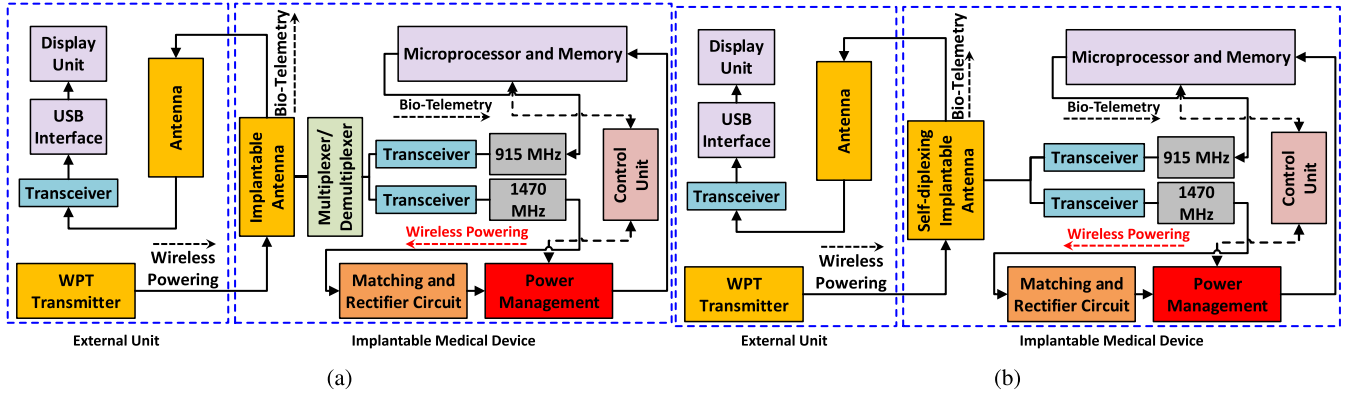 Display
Unit
USB
Interface
Transceiver
Antenna
Wireless
Powering
WPT
Transmitter
External Unit
Bio-Telemetry
Implantable
Antenna
Multiplexer/
Demultiplexer
Microprocessor and Memory
Bio-Telemetry
Transceiver
915 MHz
Transceiver
1470
MHz
Control
Unit
Wireless Powering
Matching and
Rectifier Circuit
Power
Management
Implantable Medical Device
(a)
Display
Unit
USB
Interface
Transceiver
Antenna
Wireless
Powering
WPT
Transmitter
External Unit
Bio-Telemetry
Self-diplexing
Implantable
Antenna
Microprocessor and Memory
Bio-Telemetry
Transceiver
915 MHz
Transceiver
1470
MHz
Control
Unit
Wireless Powering
Matching and
Rectifier Circuit
Power
Management
Implantable Medical Device
(b)